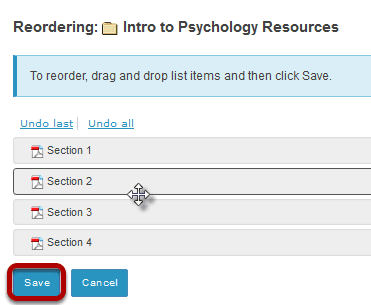 Reordering: Intro to Psychology Resources
To reorder, drag and drop list items and then click Save.
Undo last Undo all
Section 1
Section 2
Section 3
Section 4
Save Cancel